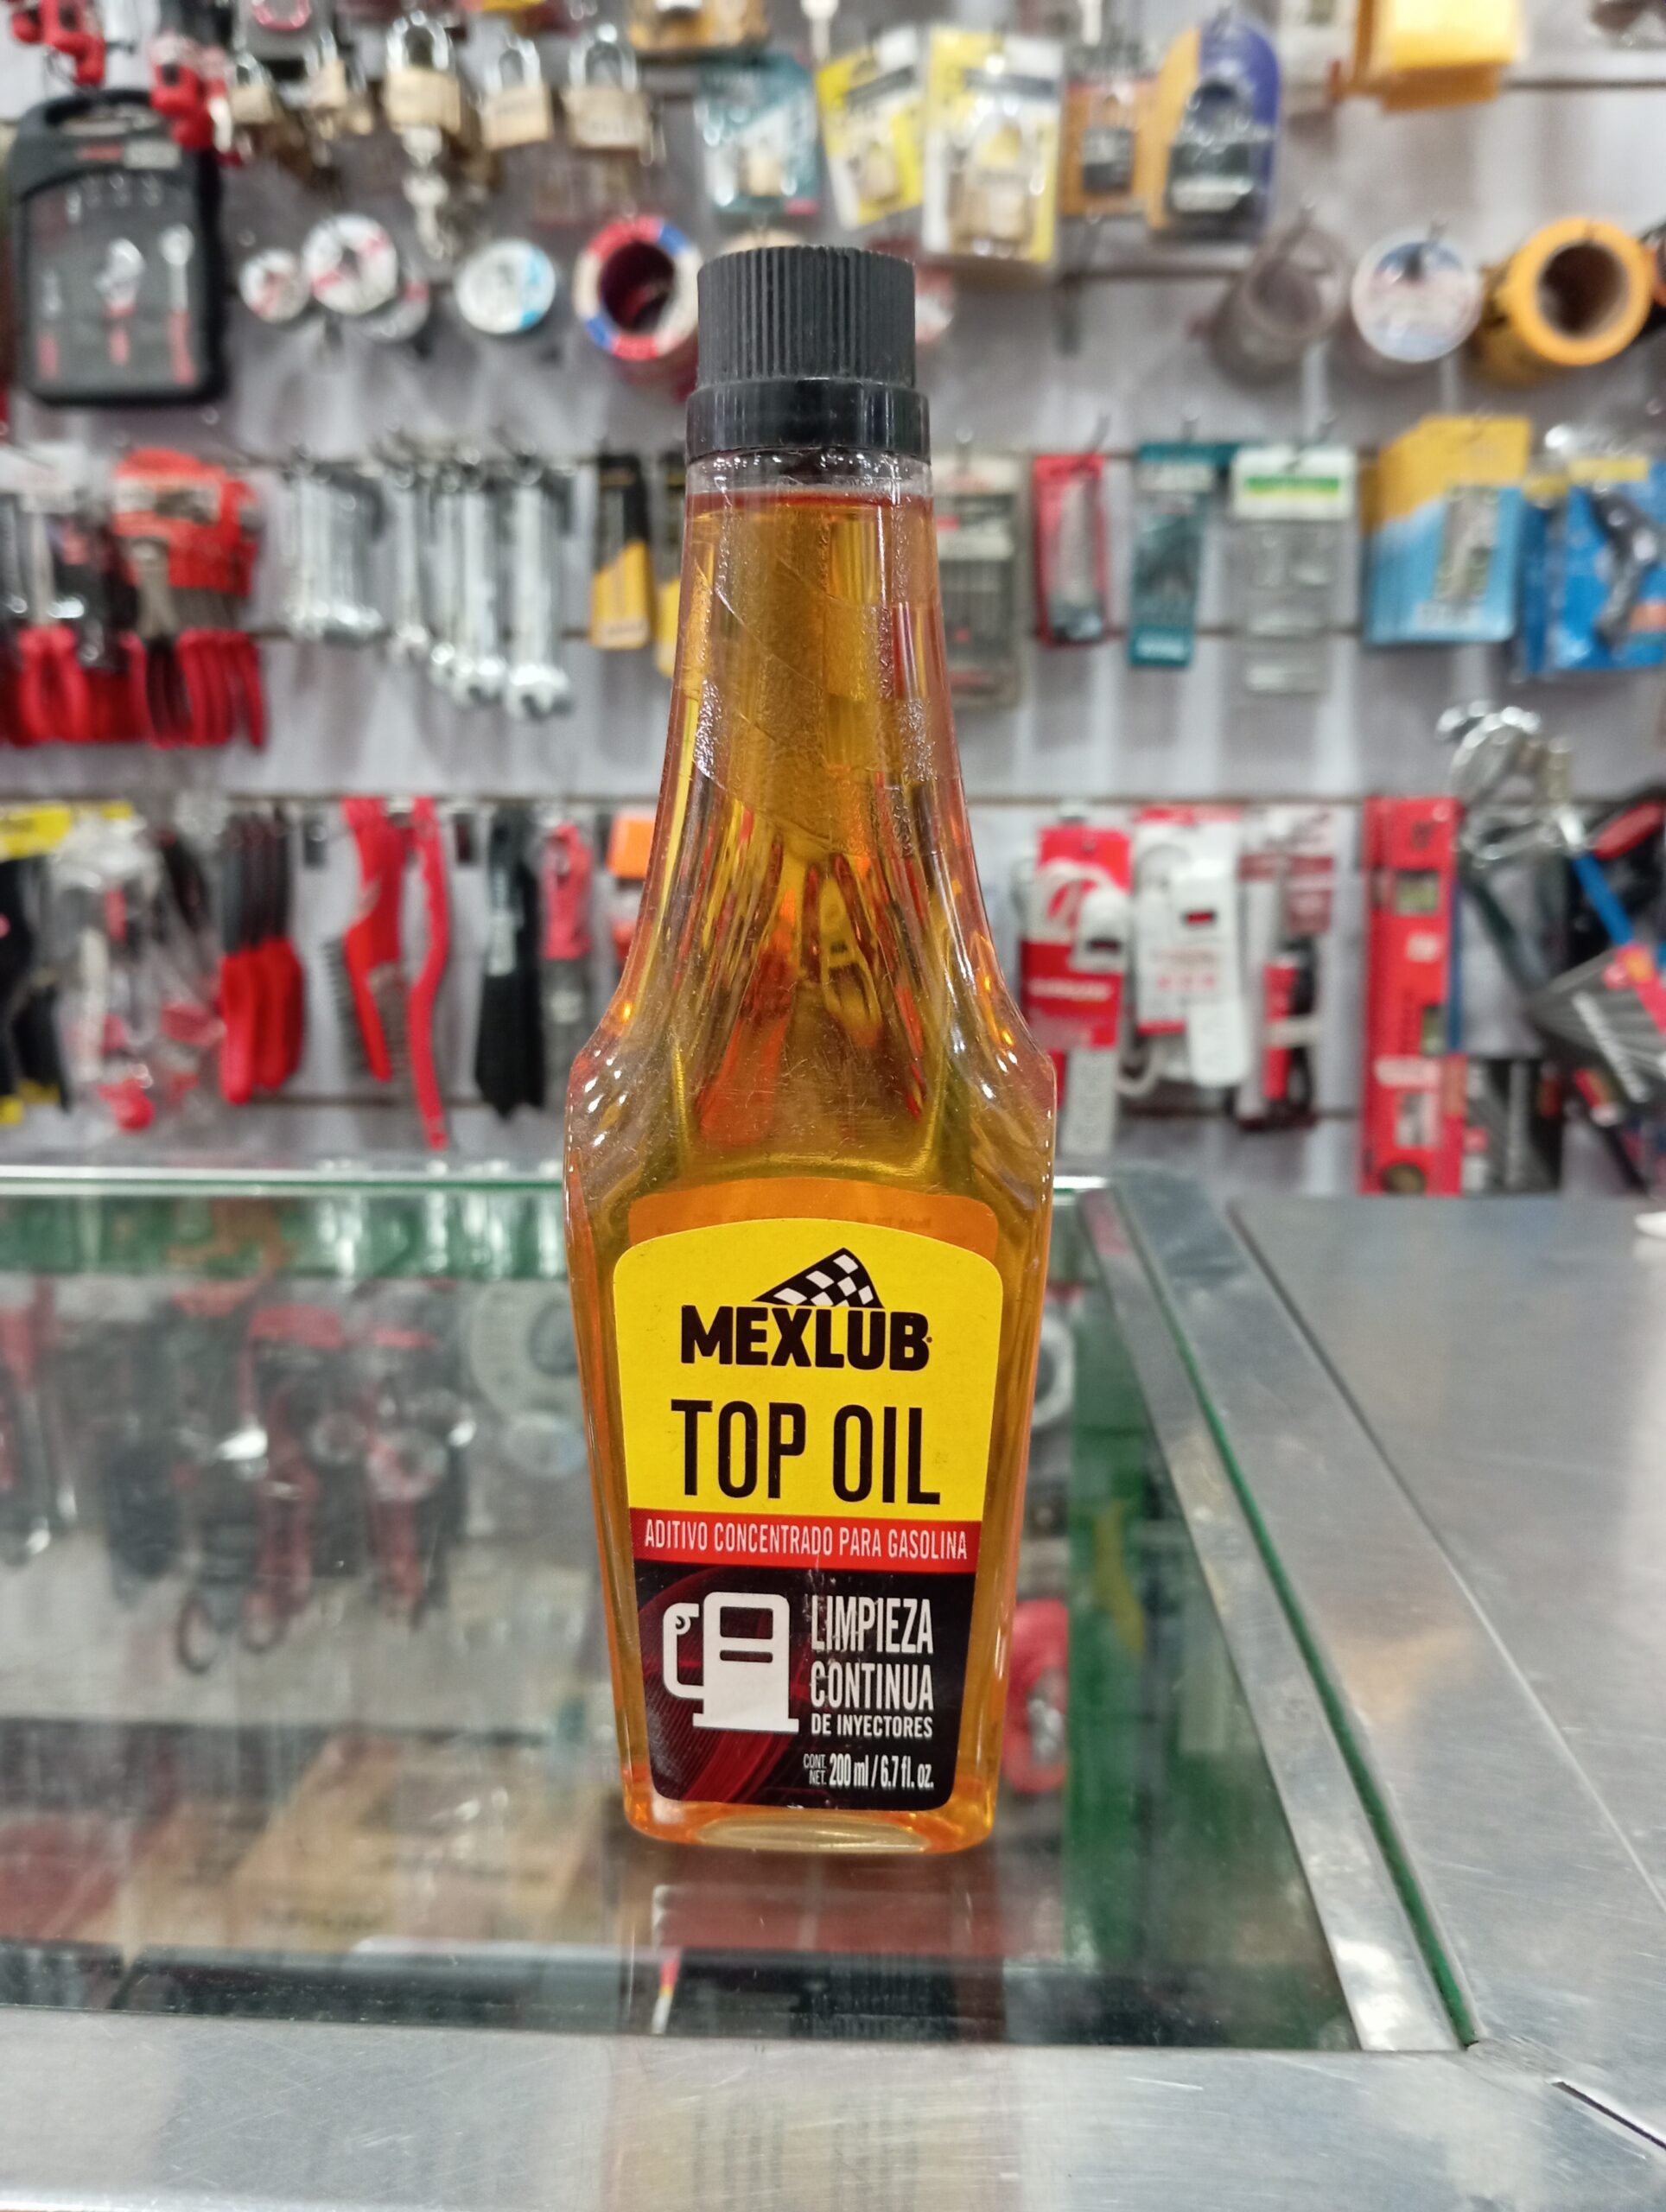 MEXLUB
TOP OIL
ADITIVO CONCENTRADO PARA GASOLINA
LIMPIEZA
CONTINUA
DE INYECTORES
CONT. NET. 200 ml / 6.7 fl. oz.